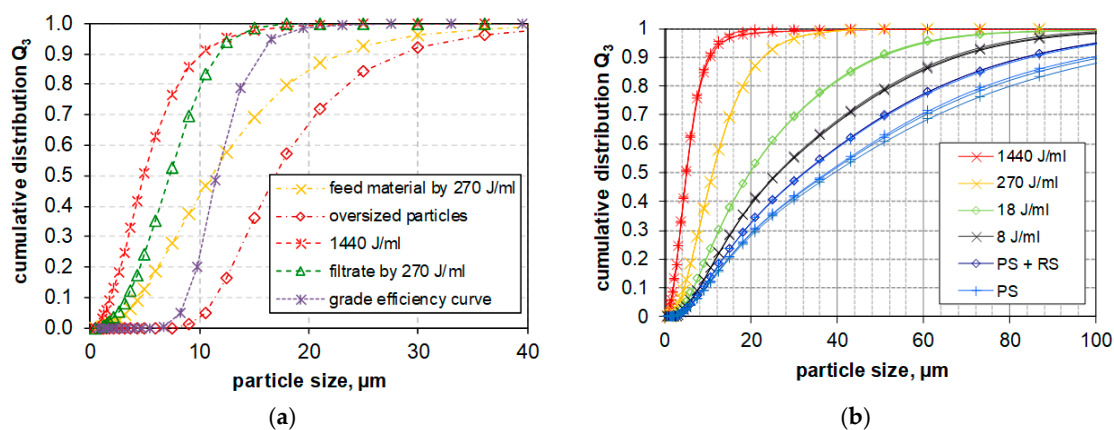 1
0.9
0.8
0.7
0.6
0.5
0.4
0.3
0.2
0.1
0.0
cumulative distribution Q3
0
10
20
30
40
particle size, µm
feed material by 270 J/ml
oversized particles
1440 J/ml
filtrate by 270 J/ml
grade efficiency curve
(a)
1
0.9
0.8
0.7
0.6
0.5
0.4
0.3
0.2
0.1
0
cumulative distribution Q3
0
20
40
60
80
100
particle size, µm
1440 J/ml
270 J/ml
18 J/ml
8 J/ml
PS + RS
PS
(b)